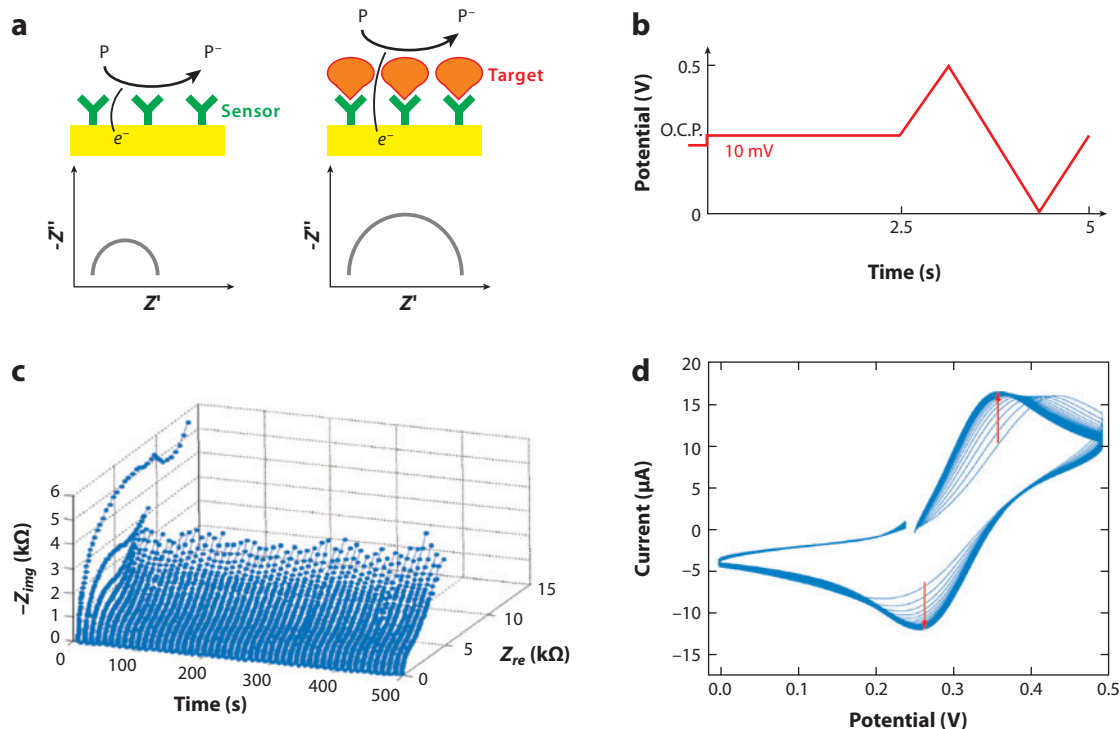 a
P
P⁻
Sensor
e⁻
P
P⁻
Target
e⁻
-Z"
Z'
-Z"
Z'
b
Potential (V)
0.5
O.C.P.
10 mV
0
2.5
5
Time (s)
c
−Zimg (kΩ)
6
5
4
3
2
1
0
0
100
200
300
400
500
Time (s)
0
5
10
15
Zre (kΩ)
d
Current (μA)
20
15
10
5
0
−5
−10
−15
0.0
0.1
0.2
0.3
0.4
0.5
Potential (V)